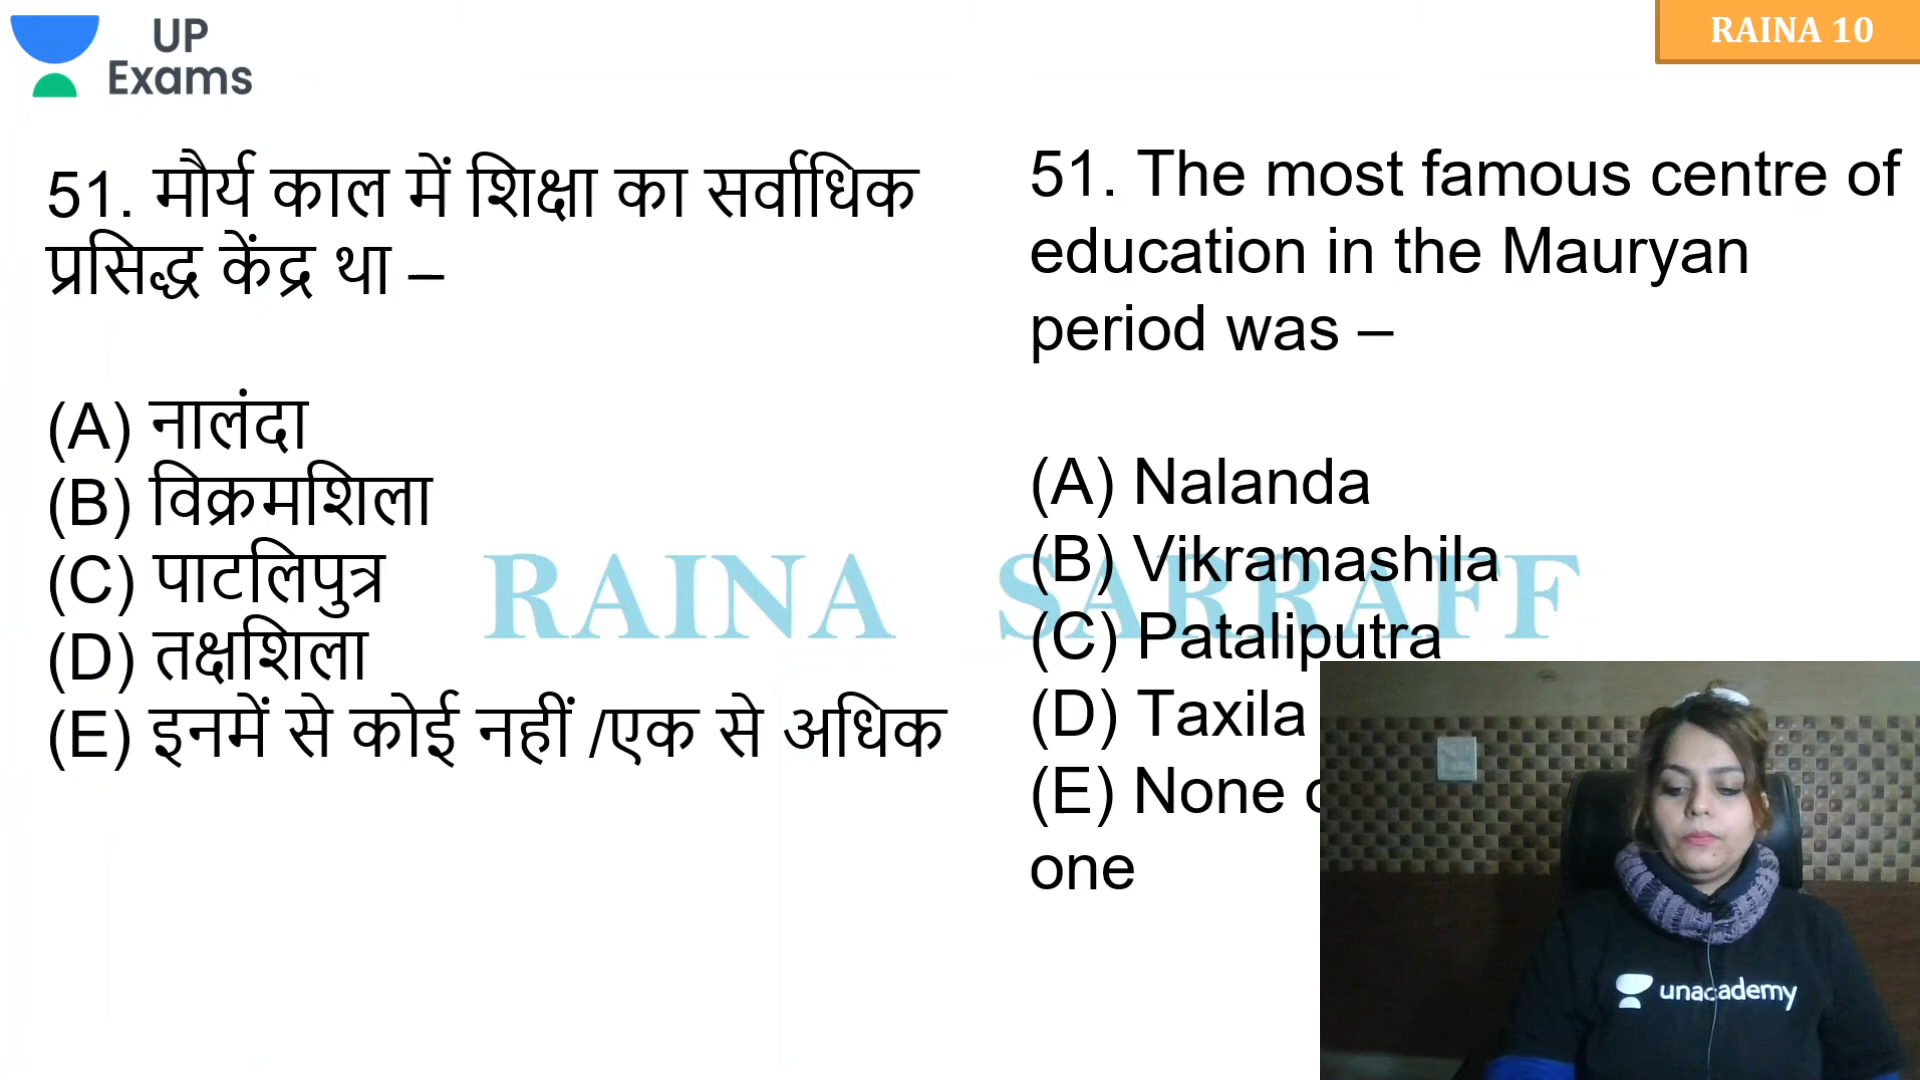 UP
Exams
RAINA 10
51. मौर्य काल में शिक्षा का सर्वाधिक
प्रसिद्ध केंद्र था –
(A) नालंदा
(B) विक्रमशिला
(C) पाटलिपुत्र
(D) तक्षशिला
(E) इनमें से कोई नहीं /एक से अधिक
51. The most famous centre of
education in the Mauryan
period was –
(A) Nalanda
(B) Vikramashila
(C) Pataliputra
(D) Taxila
(E) None
one
RAINA SARRAFF
unacademy